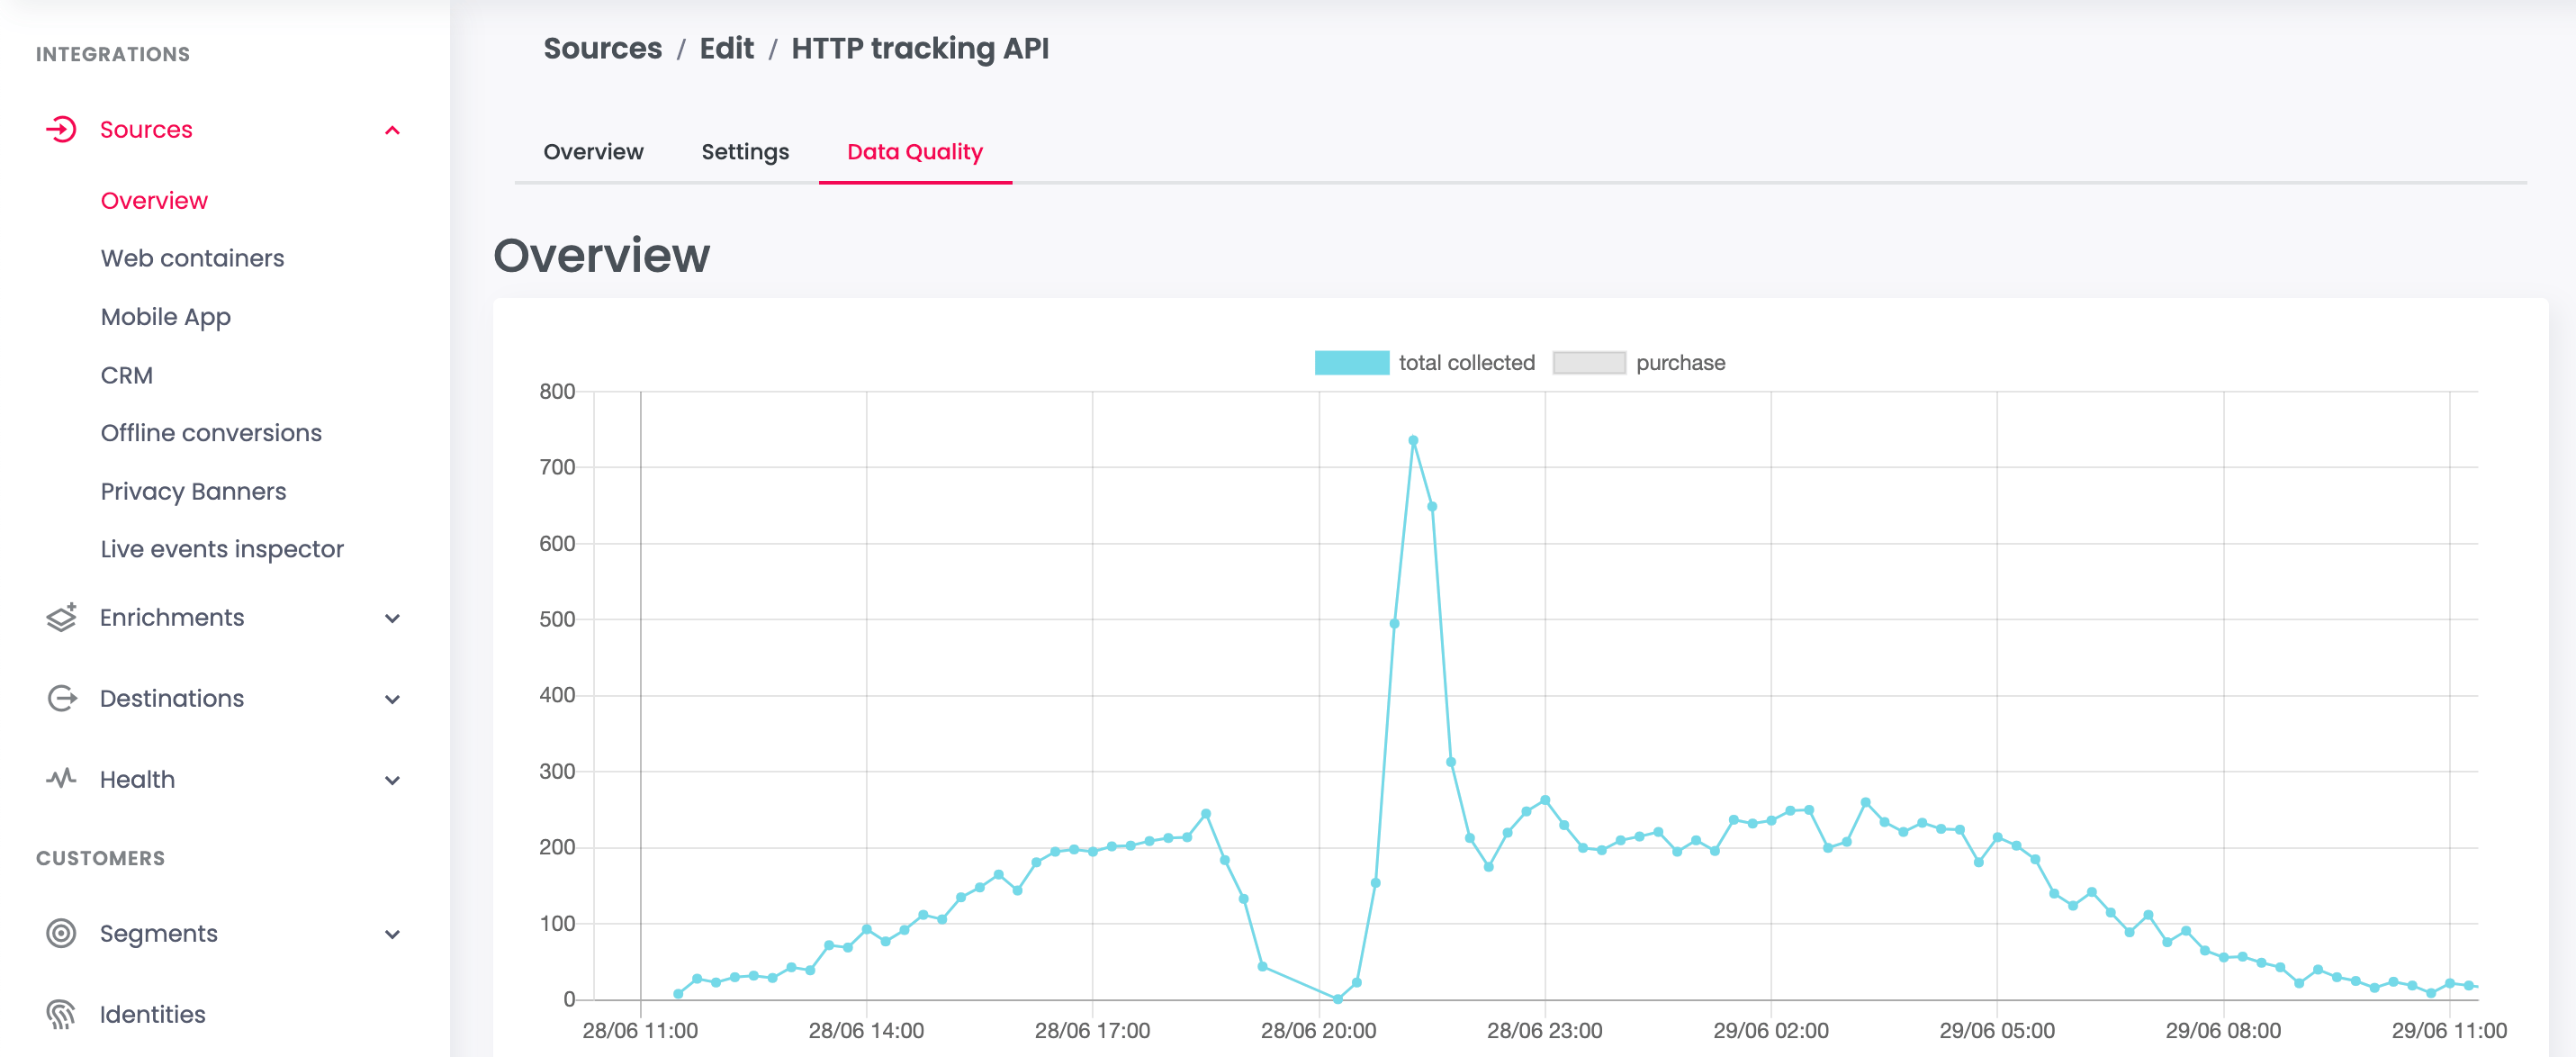 INTEGRATIONS
Sources
Overview
Web containers
Mobile App
CRM
Offline conversions
Privacy Banners
Live events inspector
Enrichments
Destinations
Health
CUSTOMERS
Segments
Identities
Sources / Edit / HTTP tracking API
Overview Settings Data Quality
Overview
total collected purchase
800
700
600
500
400
300
200
100
0
28/06 11:00 28/06 14:00 28/06 17:00 28/06 20:00 28/06 23:00 29/06 02:00 29/06 05:00 29/06 08:00 29/06 11:00